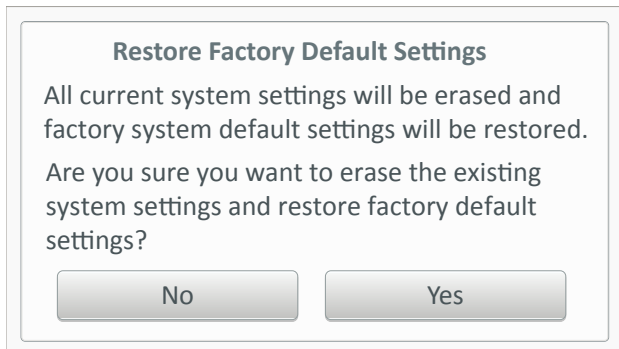 Restore Factory Default Settings
All current system settings will be erased and
factory system default settings will be restored.
Are you sure you want to erase the existing
system settings and restore factory default
settings?
No
Yes